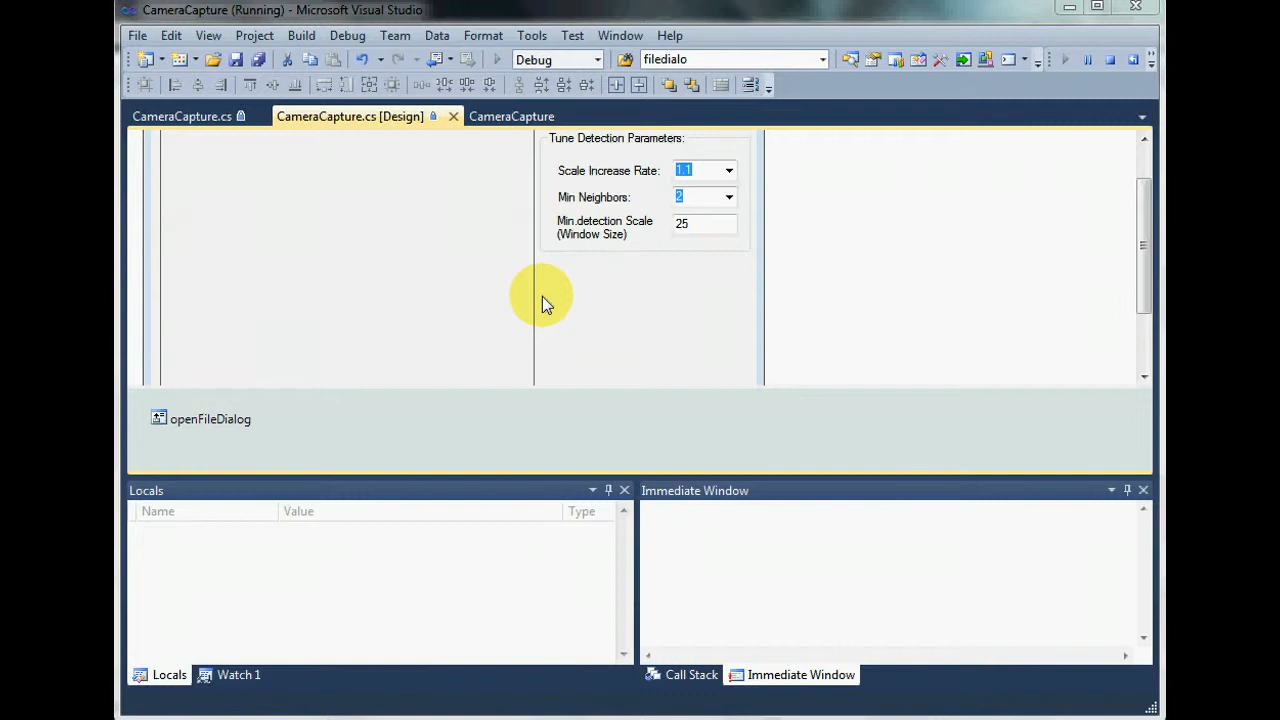 CameraCapture (Running) - Microsoft Visual Studio
File Edit View Project Build Debug Team Data Format Tools Test Window Help
Debug filedialo
CameraCapture.cs CameraCapture.cs [Design] CameraCapture
Tune Detection Parameters:
Scale Increase Rate: 1.1
Min Neighbors: 2
Min.detection Scale
(Window Size) 25
openFileDialog
Locals Immediate Window
Name Value Type
Locals Watch 1 Call Stack Immediate Window